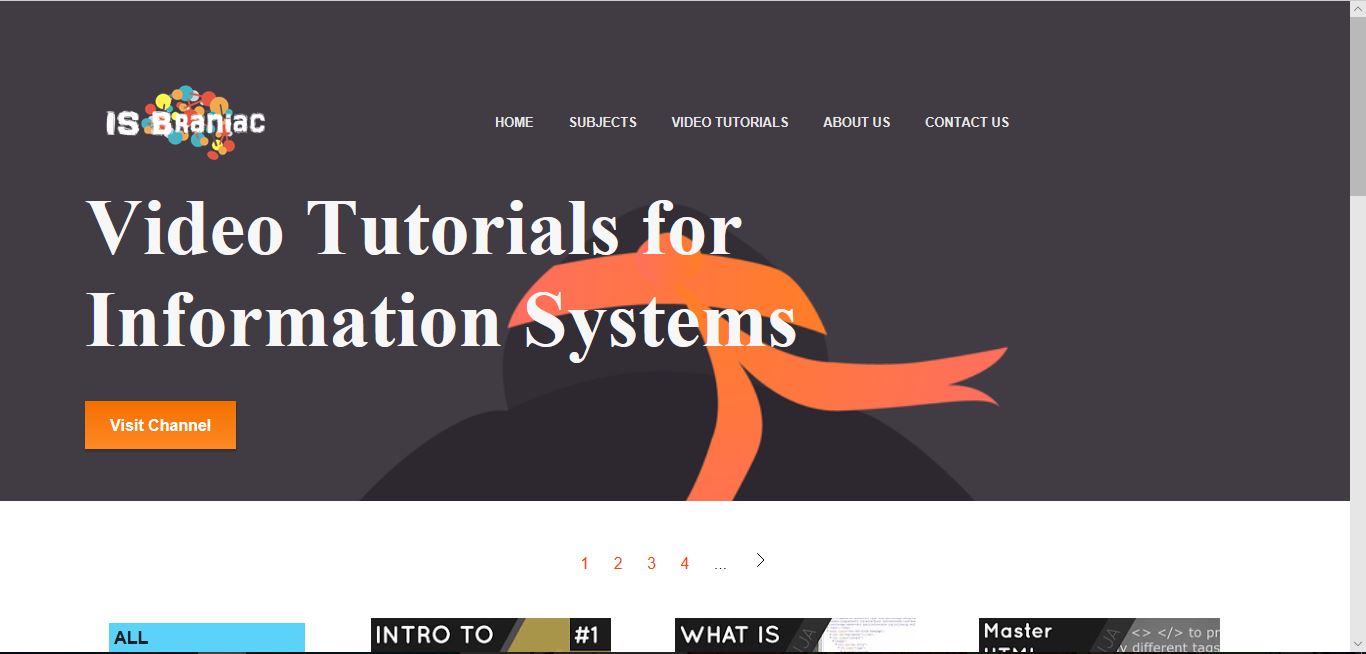 IS Braniac
HOME SUBJECTS VIDEO TUTORIALS ABOUT US CONTACT US
Video Tutorials for
Information Systems
Visit Channel
1 2 3 4 ...
ALL
INTRO TO #1
WHAT IS
Master
HTML
<> </> to pr
y different tags